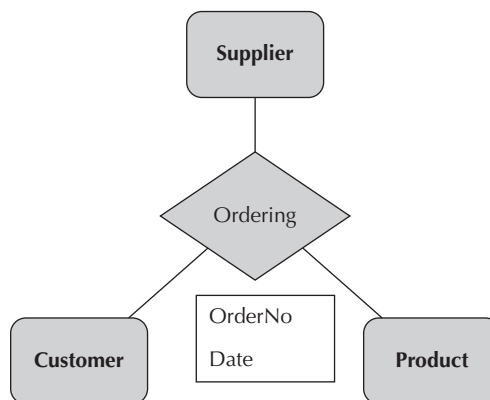 Supplier
Ordering
OrderNo
Date
Customer
Product